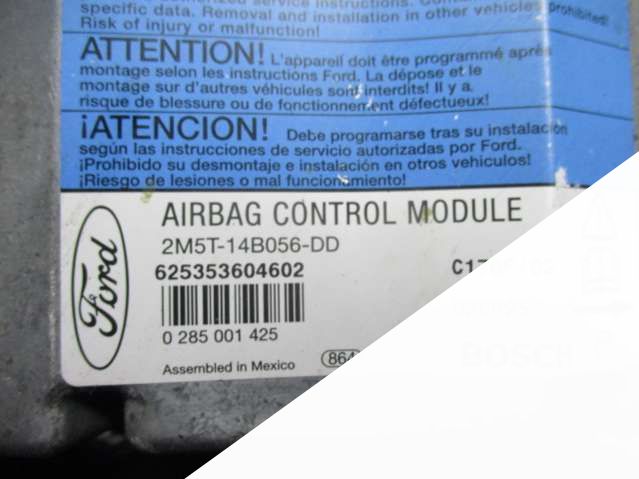 specific data. Removal and installation in other vehicles prohibited!
Risk of injury or malfunction!
ATTENTION! L'appareil doit être programmé après
montage selon les instructions Ford. La dépose et le
montage sur d'autres véhicules sont interdits! Il y a
risque de blessure ou de fonctionnement défectueux!
¡ATENCION! Debe programarse tras su instalación
según las instrucciones de servicio autorizadas por Ford.
¡Prohibido su desmontaje e instalación en otros vehículos!
¡Riesgo de lesiones o mal funcionamiento!
AIRBAG CONTROL MODULE
2M5T-14B056-DD
625353604602
Ford
0 285 001 425
BOSCH
Assembled in Mexico
864